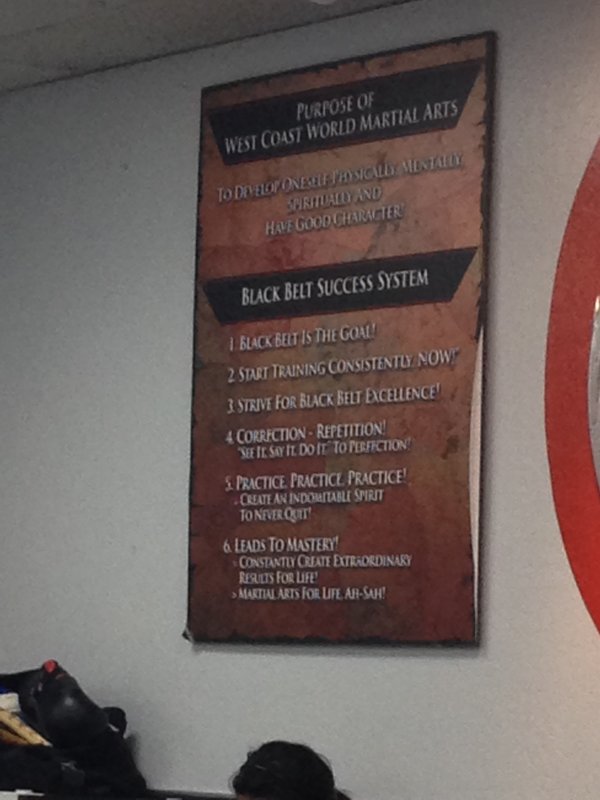 PURPOSE OF
WEST COAST WORLD MARTIAL ARTS
TO DEVELOP ONESELF PHYSICALLY, MENTALLY,
SPIRITUALLY AND
HAVE GOOD CHARACTER!
BLACK BELT SUCCESS SYSTEM
1. BLACK BELT IS THE GOAL!
2. START TRAINING CONSISTENTLY, NOW!"
3. STRIVE FOR BLACK BELT EXCELLENCE!
4. CORRECTION - REPETITION!
"SEE IT, SAY IT, DO IT." TO PERFECTION!
5. PRACTICE, PRACTICE, PRACTICE!
> CREATE AN INDOMITABLE SPIRIT
TO NEVER QUIT!
6. LEADS TO MASTERY!
> CONSTANTLY CREATE EXTRAORDINARY
RESULTS FOR LIFE!
> MARTIAL ARTS FOR LIFE, AH-SAH!